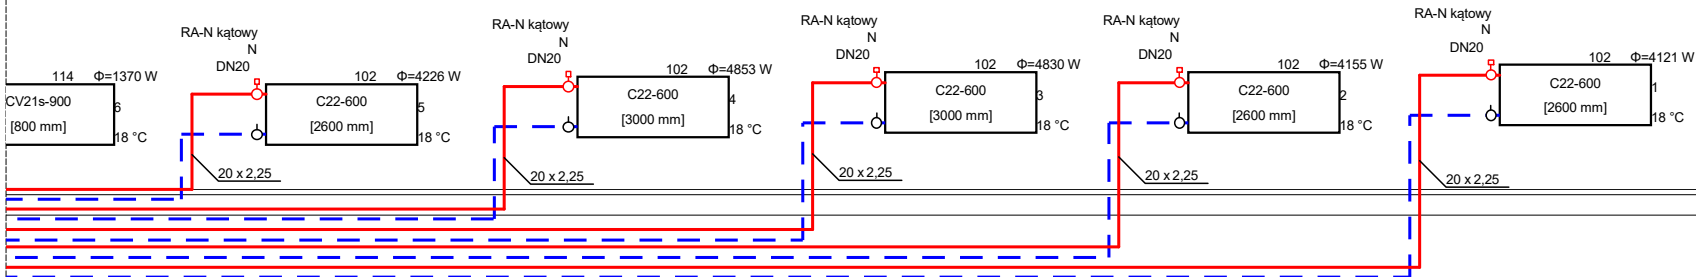 114 Φ=1370 W
CV21s-900
6
[800 mm]
18 °C
RA-N kątowy
N
DN20
102 Φ=4226 W
C22-600
5
[2600 mm]
18 °C
20 x 2,25
RA-N kątowy
N
DN20
102 Φ=4853 W
C22-600
4
[3000 mm]
18 °C
20 x 2,25
RA-N kątowy
N
DN20
102 Φ=4830 W
C22-600
3
[3000 mm]
18 °C
20 x 2,25
RA-N kątowy
N
DN20
102 Φ=4155 W
C22-600
2
[2600 mm]
18 °C
20 x 2,25
RA-N kątowy
N
DN20
102 Φ=4121 W
C22-600
1
[2600 mm]
18 °C
20 x 2,25